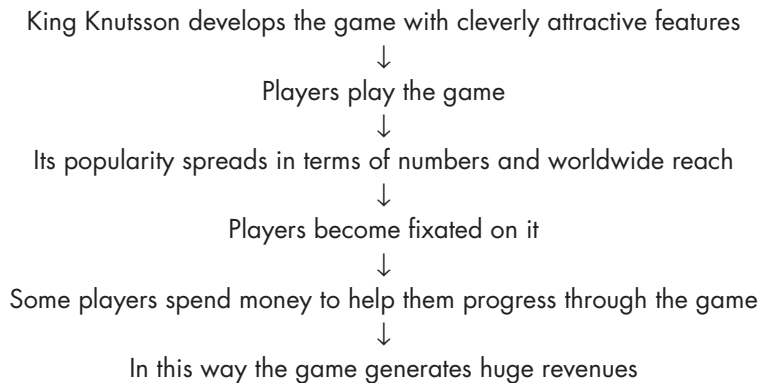 King Knutsson develops the game with cleverly attractive features
↓
Players play the game
↓
Its popularity spreads in terms of numbers and worldwide reach
↓
Players become fixated on it
↓
Some players spend money to help them progress through the game
↓
In this way the game generates huge revenues